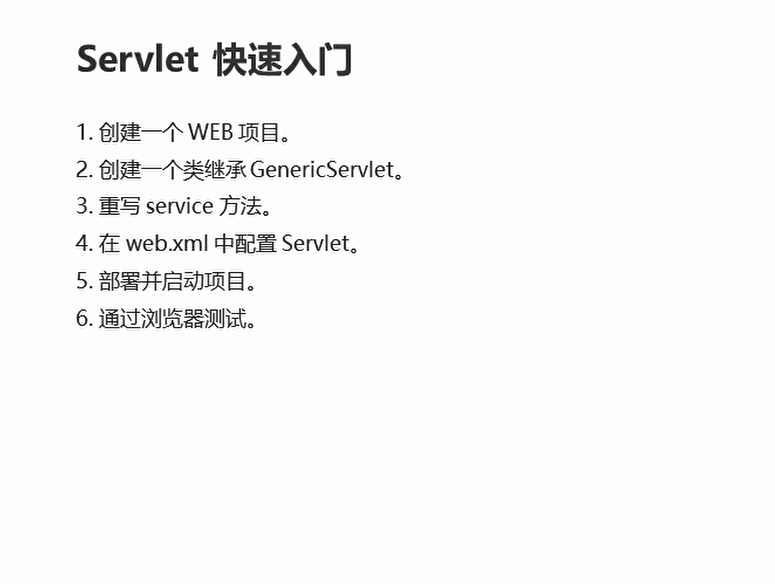 Servlet 快速入门
1. 创建一个 WEB 项目。
2. 创建一个类继承 GenericServlet。
3. 重写 service 方法。
4. 在 web.xml 中配置 Servlet。
5. 部署并启动项目。
6. 通过浏览器测试。